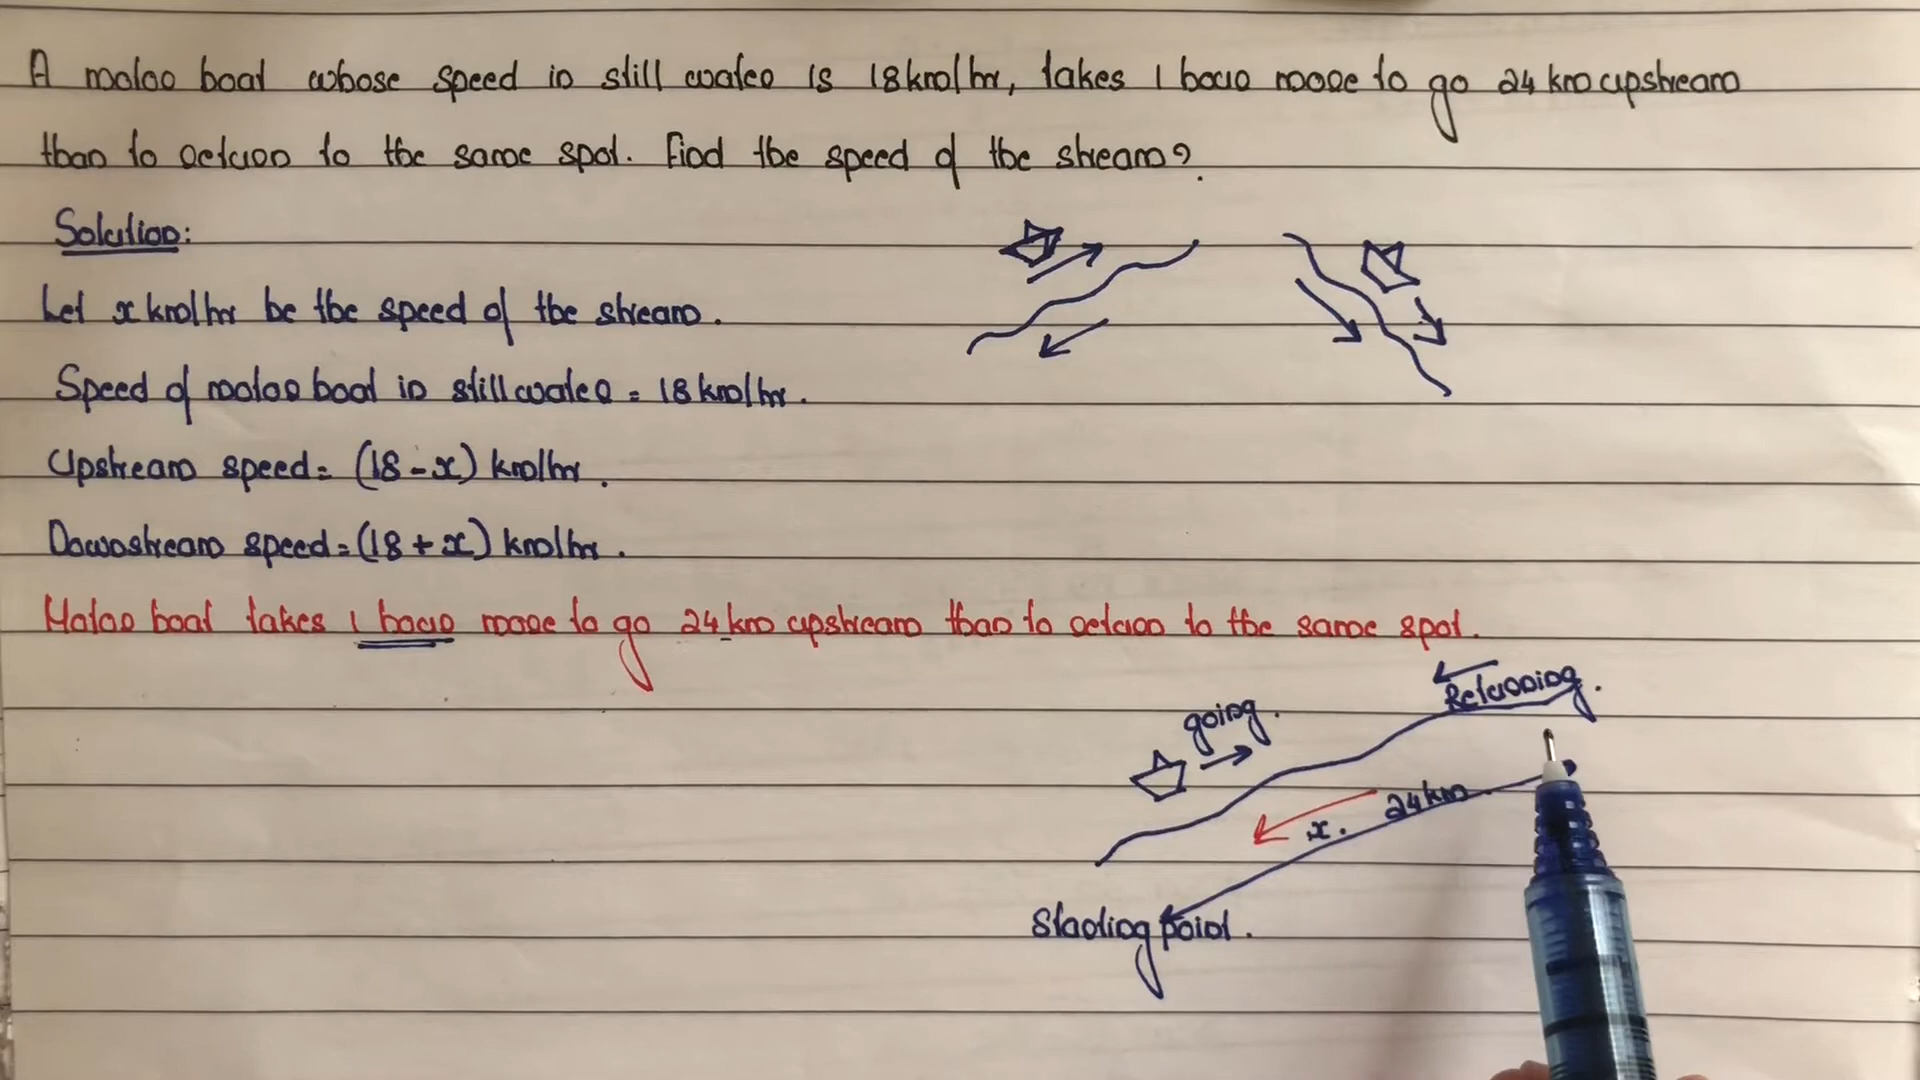 A motor boat whose speed in still water is 18km/hr, takes 1 hour more to go 24 km upstream
than to return to the same spot. Find the speed of the stream?
Solution:
Let x km/hr be the speed of the stream.
Speed of motor boat in still water = 18 km/hr.
Upstream speed = (18 - x) km/hr.
Downstream speed = (18 + x) km/hr.
Motor boat takes 1 hour more to go 24 km upstream than to return to the same spot.
Returning.
going.
24km
x.
Starting point.